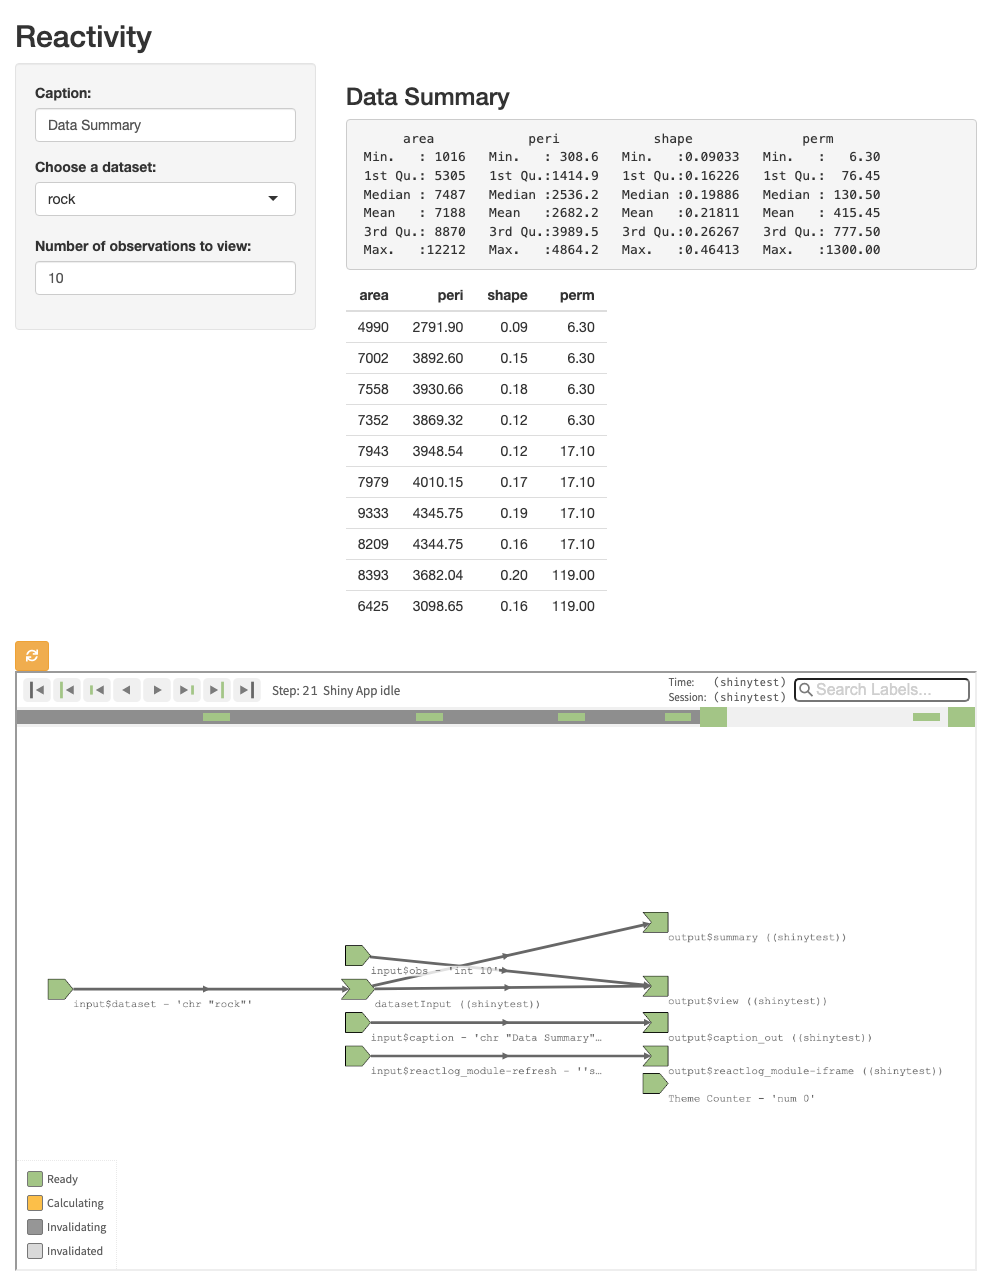 Reactivity
Caption:
Data Summary
Choose a dataset:
rock
Number of observations to view:
10
Data Summary
area peri shape perm
Min. : 1016 Min. : 308.6 Min. :0.09033 Min. : 6.30
1st Qu.: 5305 1st Qu.:1414.9 1st Qu.:0.16226 1st Qu.: 76.45
Median : 7487 Median :2536.2 Median :0.19886 Median : 130.50
Mean : 7188 Mean :2682.2 Mean :0.21811 Mean : 415.45
3rd Qu.: 8870 3rd Qu.:3989.5 3rd Qu.:0.26267 3rd Qu.: 777.50
Max. :12212 Max. :4864.2 Max. :0.46413 Max. :1300.00
area peri shape perm
4990 2791.90 0.09 6.30
7002 3892.60 0.15 6.30
7558 3930.66 0.18 6.30
7352 3869.32 0.12 6.30
7943 3948.54 0.12 17.10
7979 4010.15 0.17 17.10
9333 4345.75 0.19 17.10
8209 4344.75 0.16 17.10
8393 3682.04 0.20 119.00
6425 3098.65 0.16 119.00
Step: 21 Shiny App idle
Time: (shinytest)
Session: (shinytest)
Search Labels...
output$summary ((shinytest))
input$obs - 'int 10'
input$dataset - 'chr "rock"'
datasetInput ((shinytest))
output$view ((shinytest))
input$caption - 'chr "Data Summary"…
output$caption_out ((shinytest))
input$reactlog_module-refresh - ''s…
output$reactlog_module-iframe ((shinytest))
Theme Counter - 'num 0'
Ready
Calculating
Invalidating
Invalidated